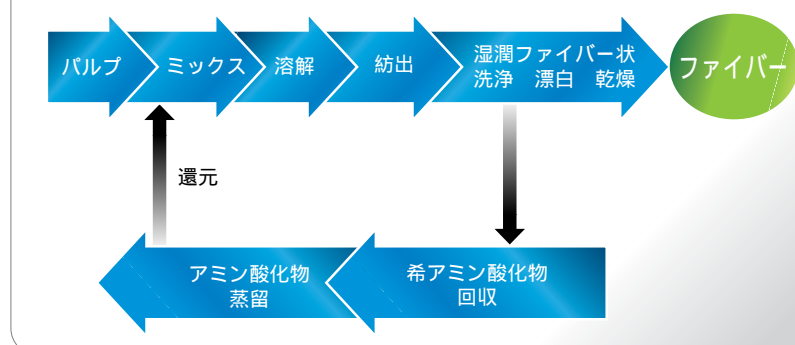 パルプ
ミックス
溶解
紡出
湿潤ファイバー状
洗浄　漂白　乾燥
ファイバー
還元
アミン酸化物
蒸留
希アミン酸化物
回収